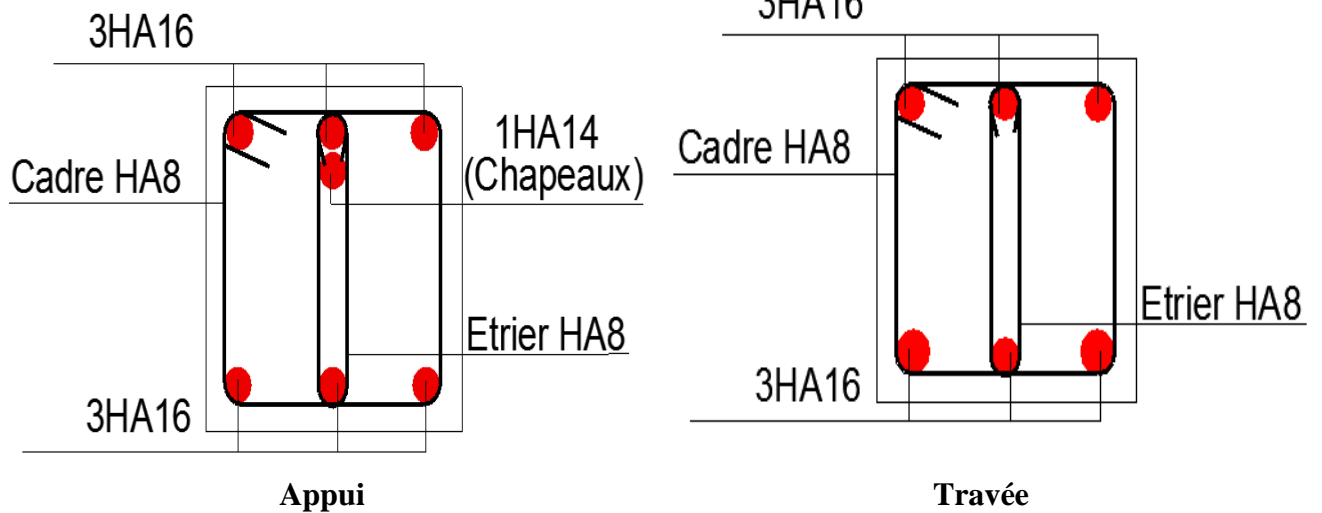 3HA16
1HA14
(Chapeaux)
Cadre HA8
Etrier HA8
3HA16
Appui
3HA16
Cadre HA8
Etrier HA8
3HA16
Travée